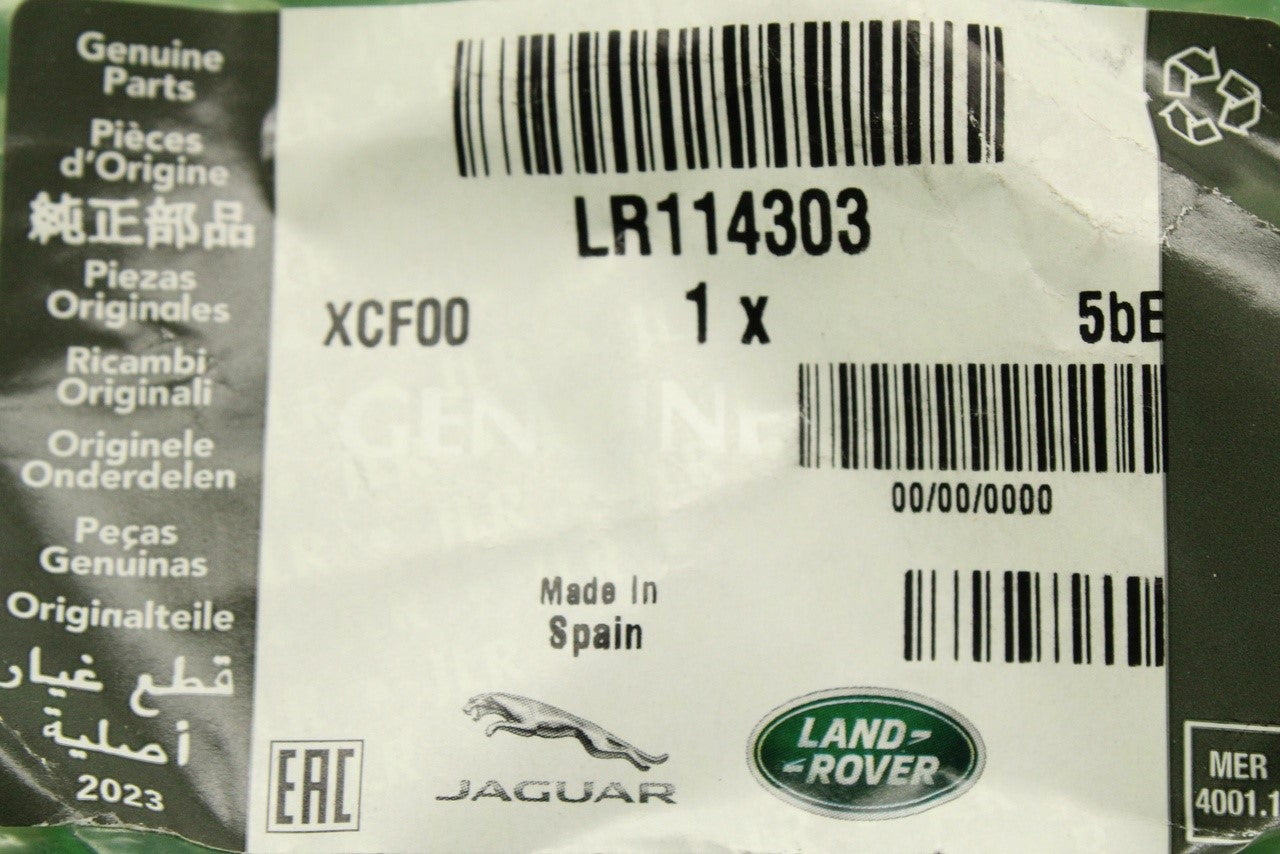 Genuine
Parts
Pièces
d'Origine
純正部品
Piezas
Originales
Ricambi
Originali
Originele
Onderdelen
Peças
Genuinas
Originalteile
قطع غيار
أصلية
2023
LR114303
XCF00 1 x 5bE
GEN NE
00/00/0000
Made In
Spain
EAC
JAGUAR
LAND-
-ROVER
MER
4001.1